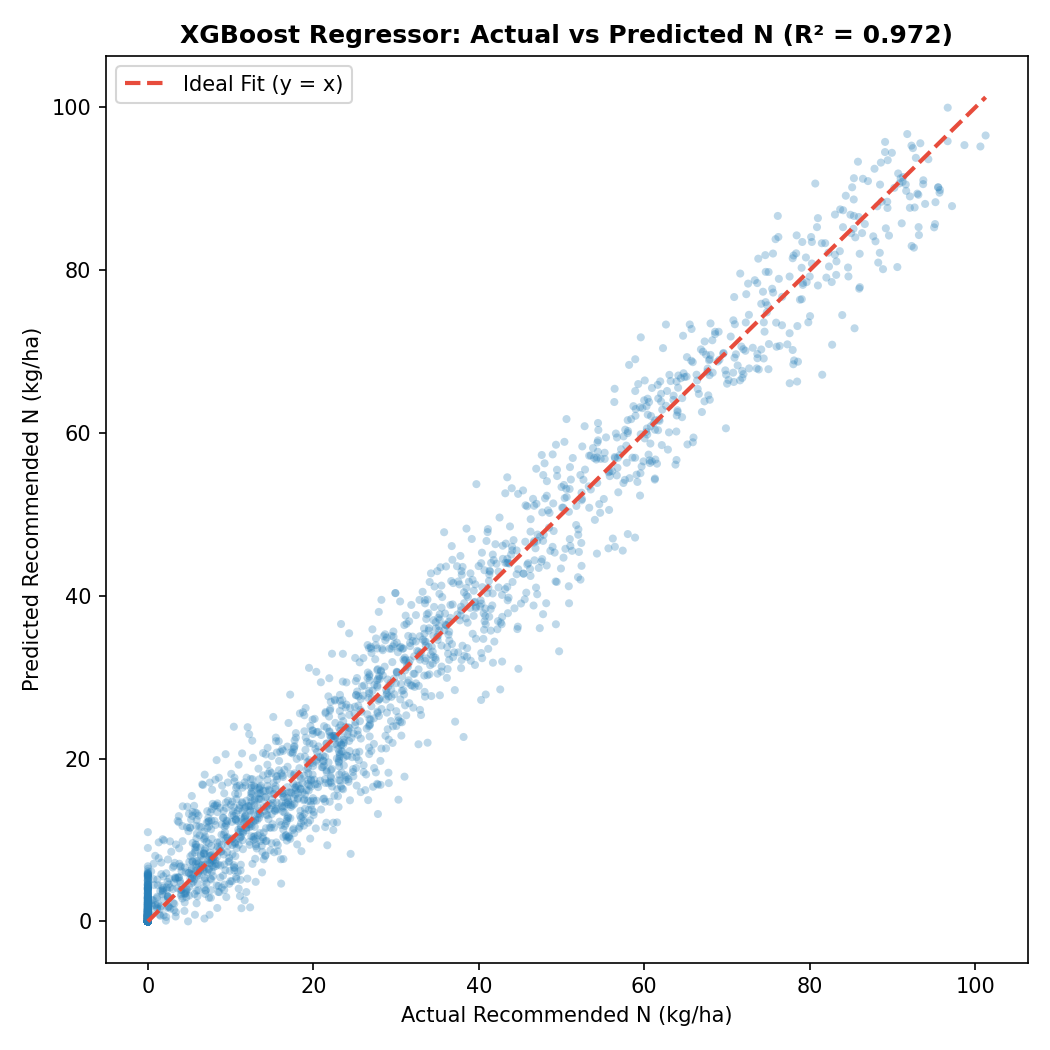 XGBoost Regressor: Actual vs Predicted N (R² = 0.972)
Ideal Fit (y = x)
Predicted Recommended N (kg/ha)
100
80
60
40
20
0
0 20 40 60 80 100
Actual Recommended N (kg/ha)